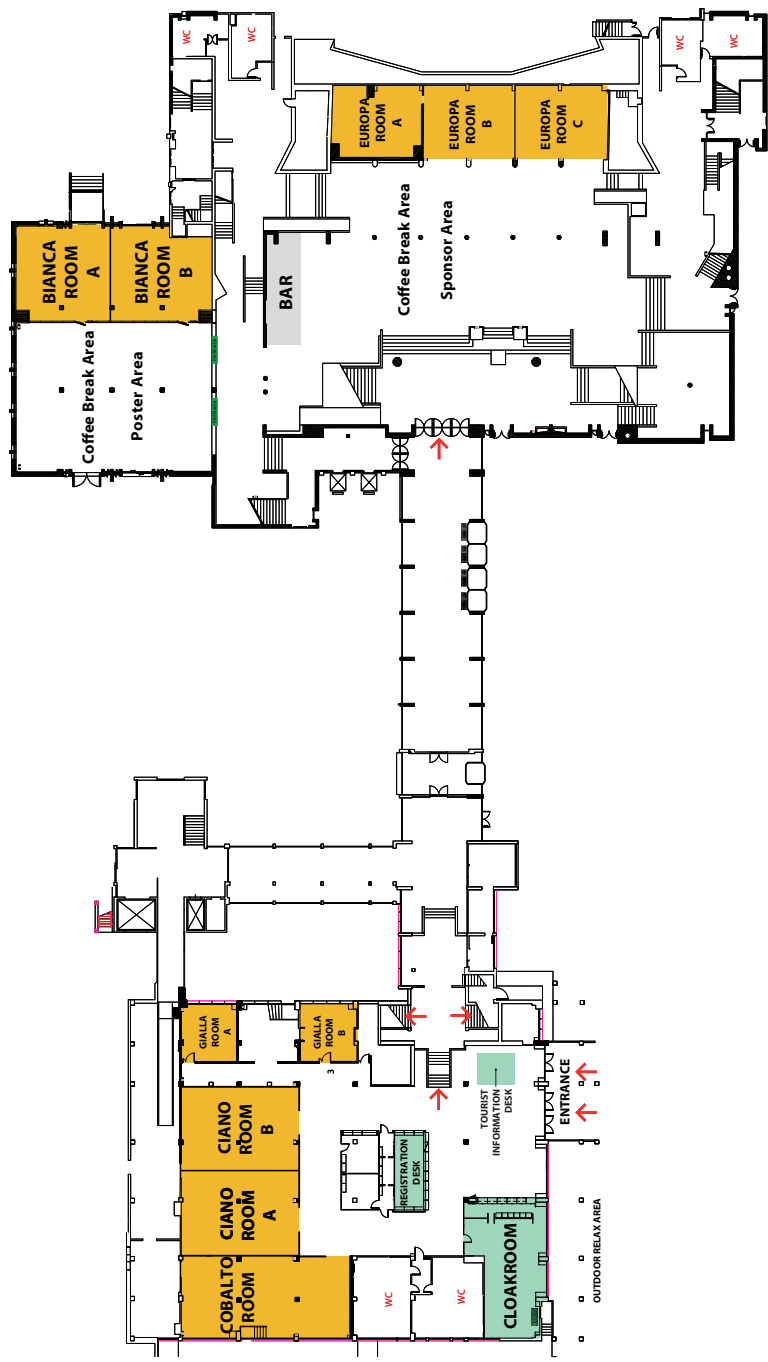 WC
WC
WC
WC
EUROPA
ROOM
A
EUROPA
ROOM
B
EUROPA
ROOM
C
BIANCA
ROOM
A
BIANCA
ROOM
B
Coffee Break Area
Poster Area
BAR
Coffee Break Area
Sponsor Area
GIALLA
ROOM
A
GIALLA
ROOM
B
3
CIANO
ROOM
B
CIANO
ROOM
A
COBALTO
ROOM
REGISTRATION
DESK
TOURIST
INFORMATION
DESK
ENTRANCE
WC
WC
CLOAKROOM
OUTDOOR RELAX AREA